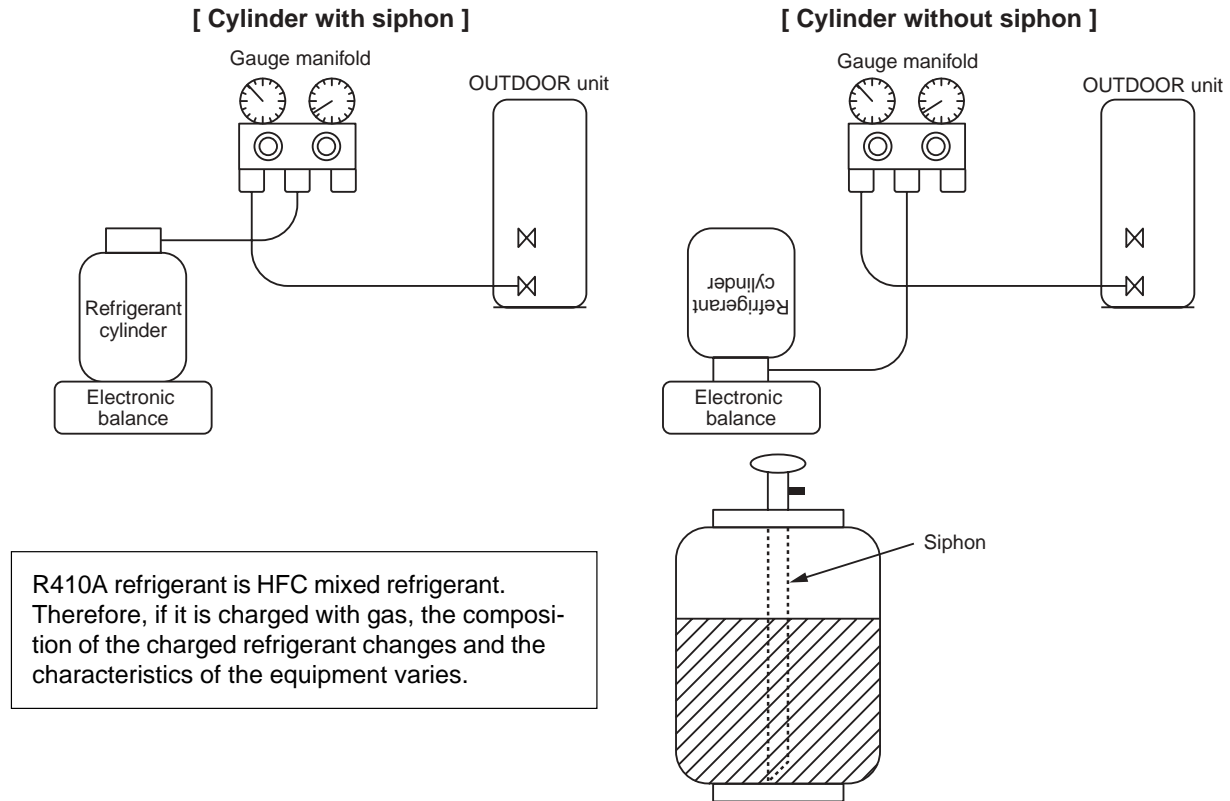 [ Cylinder with siphon ]
Gauge manifold
OUTDOOR unit
Refrigerant
cylinder
Electronic
balance
[ Cylinder without siphon ]
Gauge manifold
OUTDOOR unit
Refrigerant
cylinder
Electronic
balance
Siphon
R410A refrigerant is HFC mixed refrigerant.
Therefore, if it is charged with gas, the composi-
tion of the charged refrigerant changes and the
characteristics of the equipment varies.